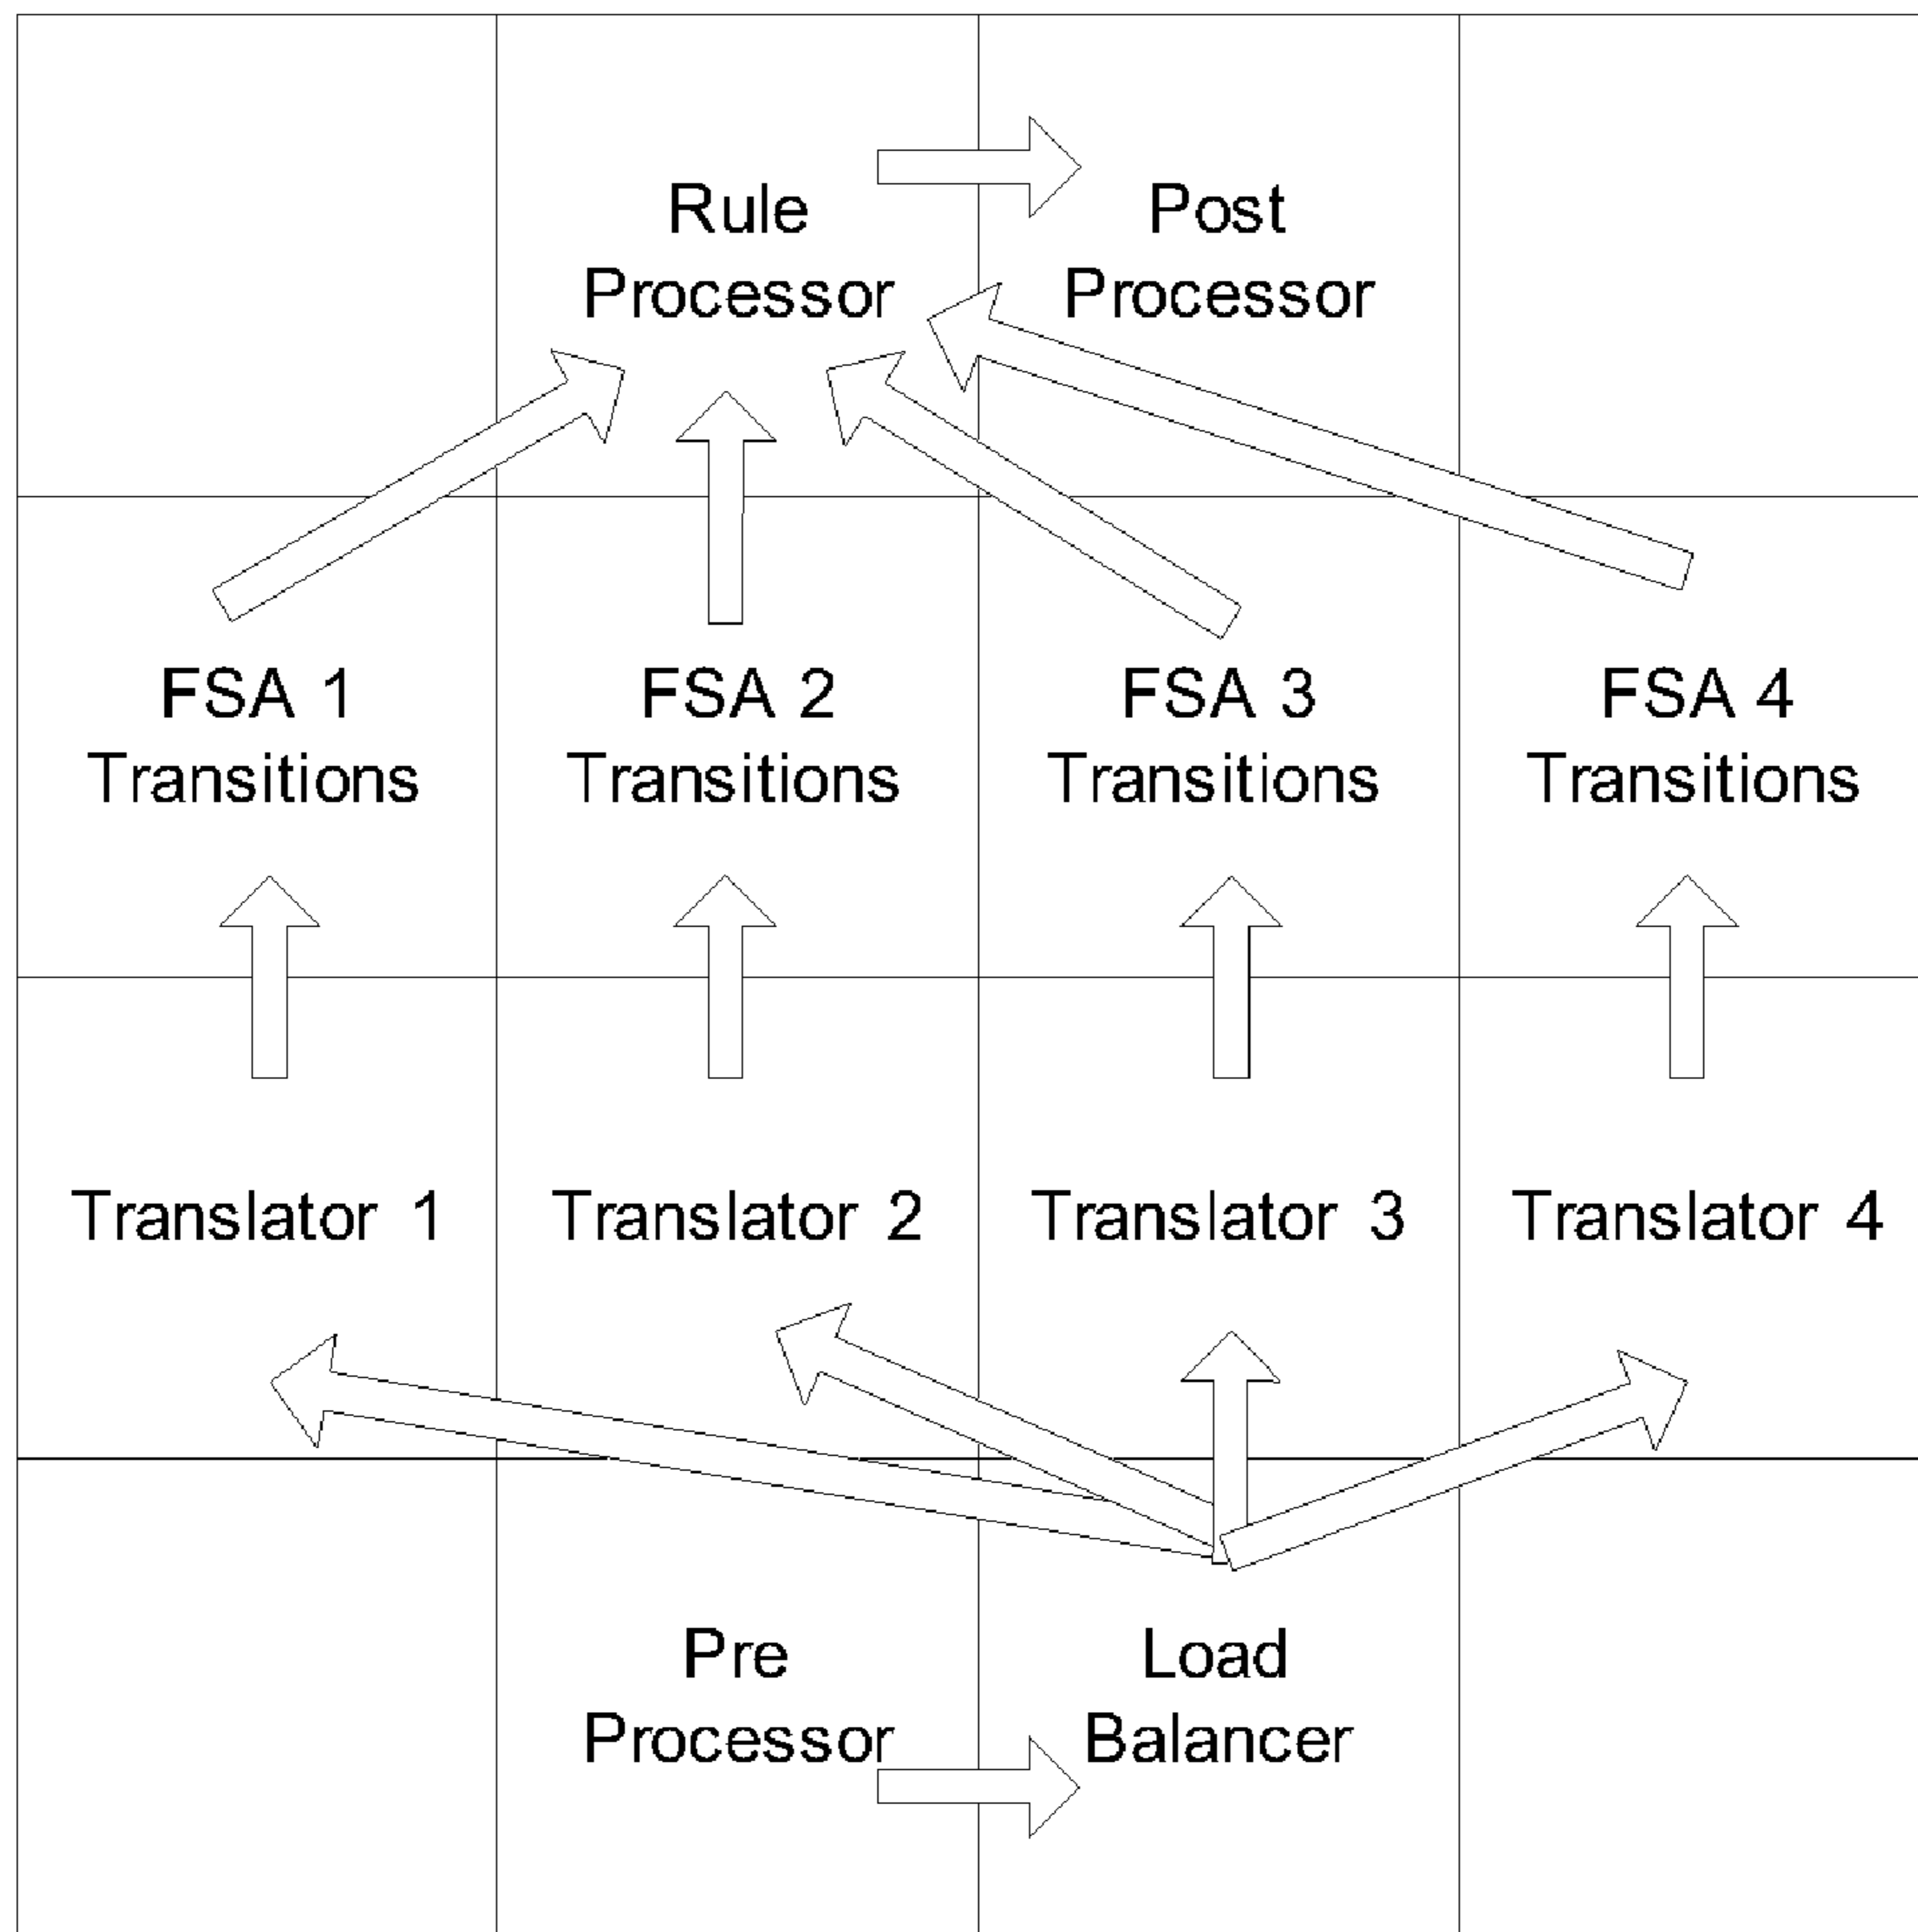 Rule
Processor
Post
Processor
FSA 1
Transitions
FSA 2
Transitions
FSA 3
Transitions
FSA 4
Transitions
Translator 1
Translator 2
Translator 3
Translator 4
Pre
Processor
Load
Balancer